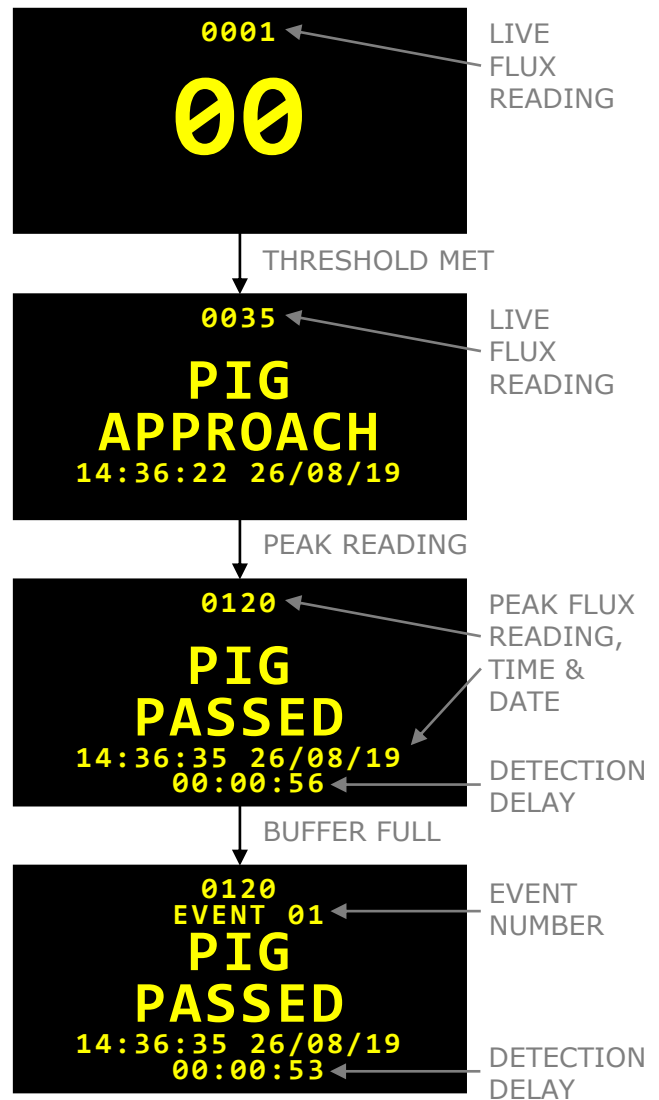 0001
00
LIVE
FLUX
READING
THRESHOLD MET
0035
PIG
APPROACH
14:36:22 26/08/19
LIVE
FLUX
READING
PEAK READING
0120
PIG
PASSED
14:36:35 26/08/19
00:00:56
PEAK FLUX
READING,
TIME &
DATE
DETECTION
DELAY
BUFFER FULL
0120
EVENT 01
PIG
PASSED
14:36:35 26/08/19
00:00:53
EVENT
NUMBER
DETECTION
DELAY